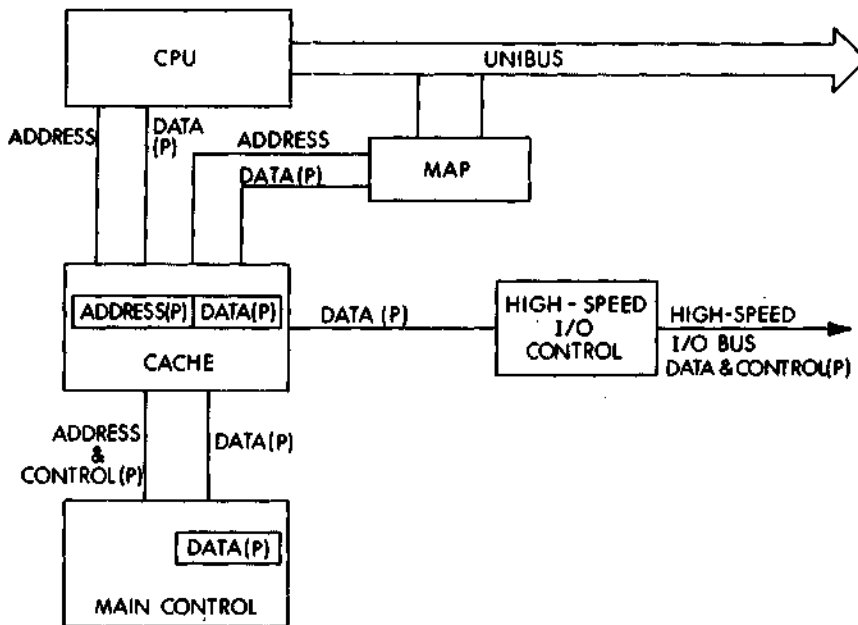 CPU
UNIBUS
ADDRESS
DATA
(P)
ADDRESS
DATA(P)
MAP
ADDRESS(P)
DATA(P)
CACHE
DATA (P)
HIGH - SPEED
I/O
CONTROL
HIGH-SPEED
I/O BUS
DATA & CONTROL(P)
ADDRESS
&
CONTROL(P)
DATA(P)
DATA(P)
MAIN CONTROL